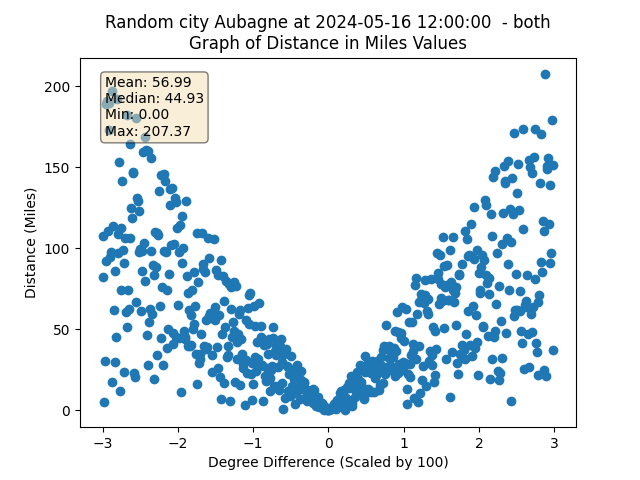 Random city Aubagne at 2024-05-16 12:00:00  - both
Graph of Distance in Miles Values
Mean: 56.99
Median: 44.93
Min: 0.00
Max: 207.37
200
150
100
50
0
Distance (Miles)
−3 −2 −1 0 1 2 3
Degree Difference (Scaled by 100)